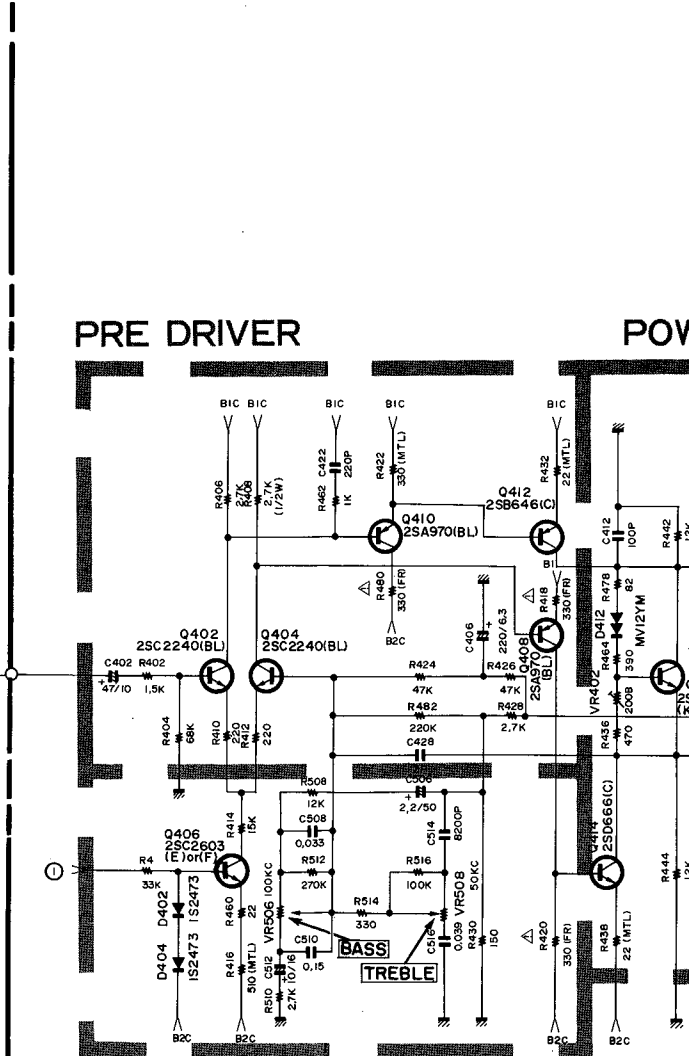 PRE DRIVER
POW
B1C B1C B1C B1C B1C
R406
2.7K
R408
2.7K
(1/2W)
C422
220P
R462
1K
R422
330 (MTL)
R432
22 (MTL)
Q410
2SA970(BL)
Q412
2SB646(C)
C412
100P
R442
12K
R480
330 (FR)
B2C
B1
R418
330(FR)
R478
82
D412
MV12YM
Q402
2SC2240(BL)
Q404
2SC2240(BL)
C406
220/6.3
Q408
2SA970
(BL)
R464
390
C402
47/10
R402
1.5K
R404
68K
R410
220
R412
220
R424
47K
R426
47K
R482
220K
R428
2.7K
C428
VR402
200B
R436
470
R508
12K
C506
2,2/50
Q406
2SC2603
(E)or(F)
R414
15K
C508
0,033
C514
8200P
Q414
2SD666(C)
1
R4
33K
R512
270K
R516
100K
50KC
R444
12K
D402
1S2473
R460
22
VR506 100KC
R514
330
VR508
D404
1S2473
R416
510 (MTL)
C510
0,15
BASS
C516
0.039
R430
150
R420
330 (FR)
R438
22 (MTL)
C512
10/16
R510
2.7K
TREBLE
B2C B2C B2C B2C